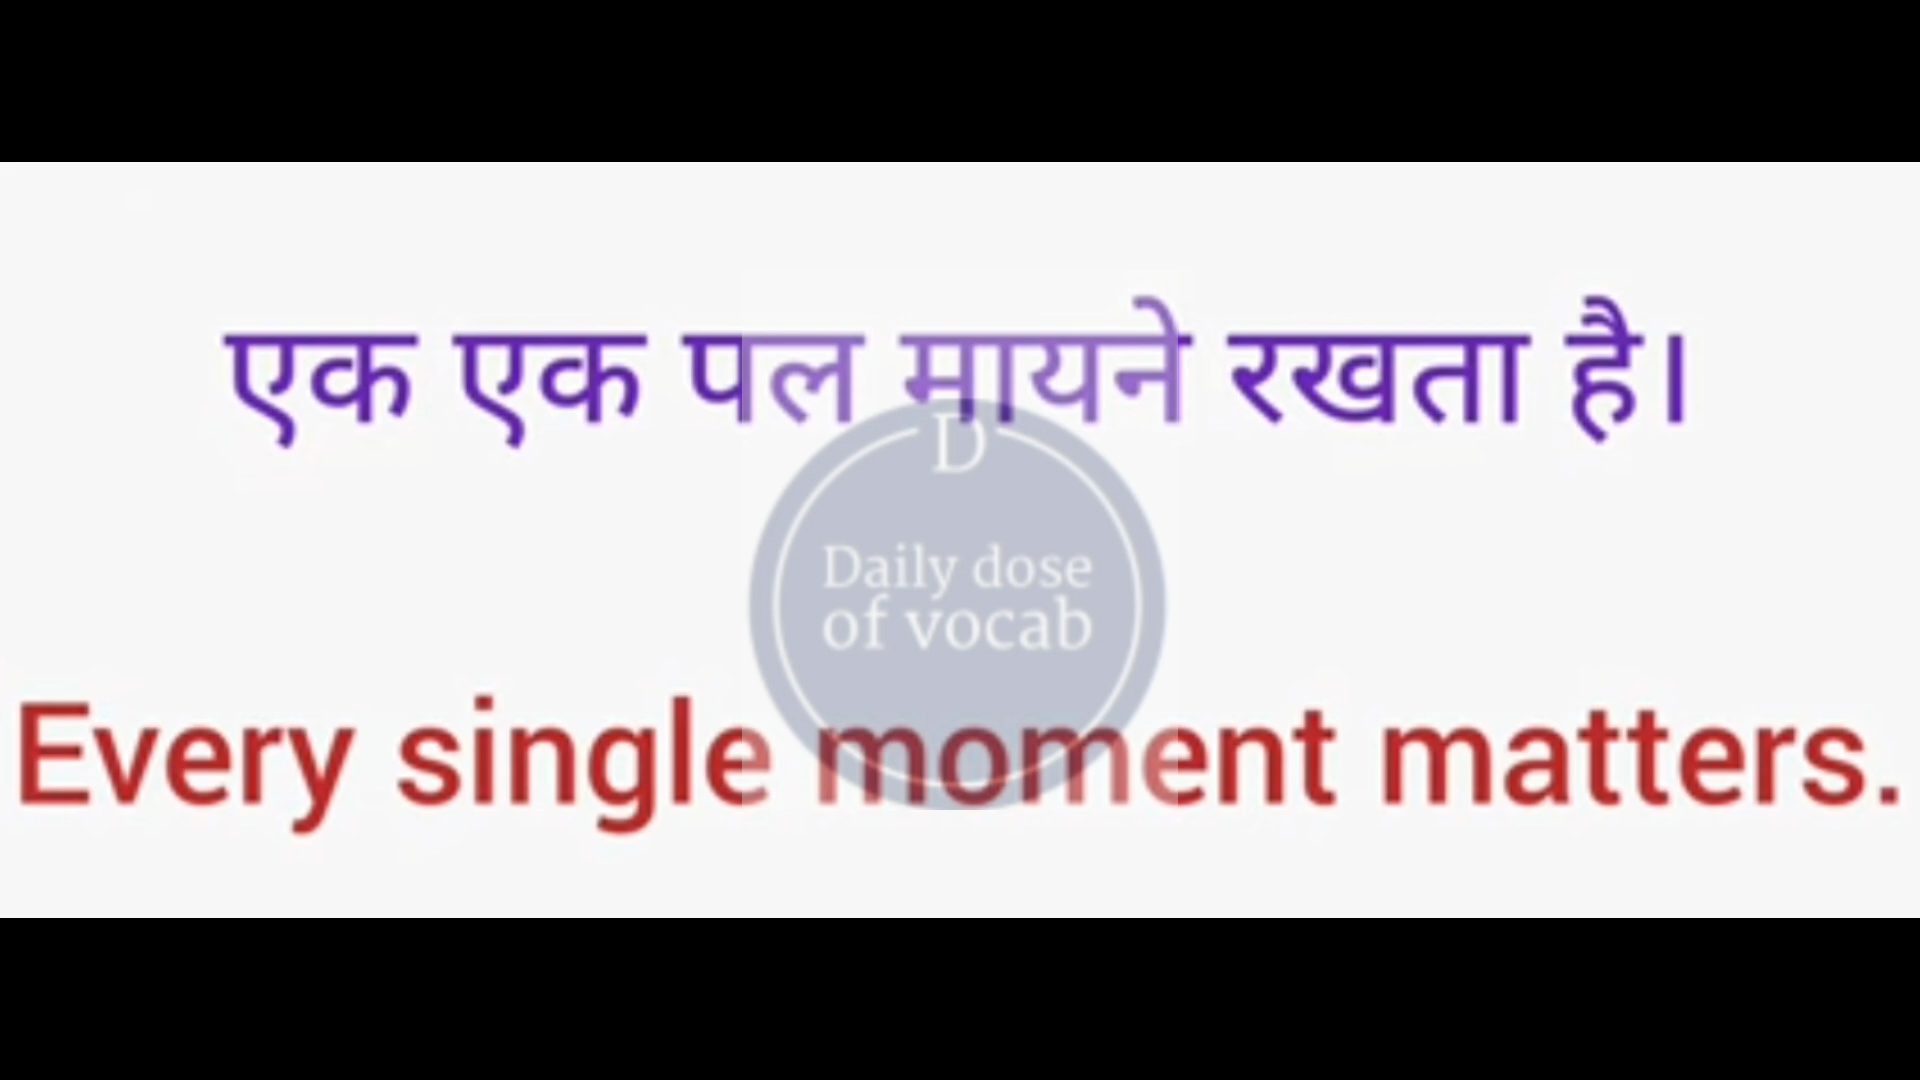 एक एक पल मायने रखता है।
D
Daily dose
of vocab
Every single moment matters.